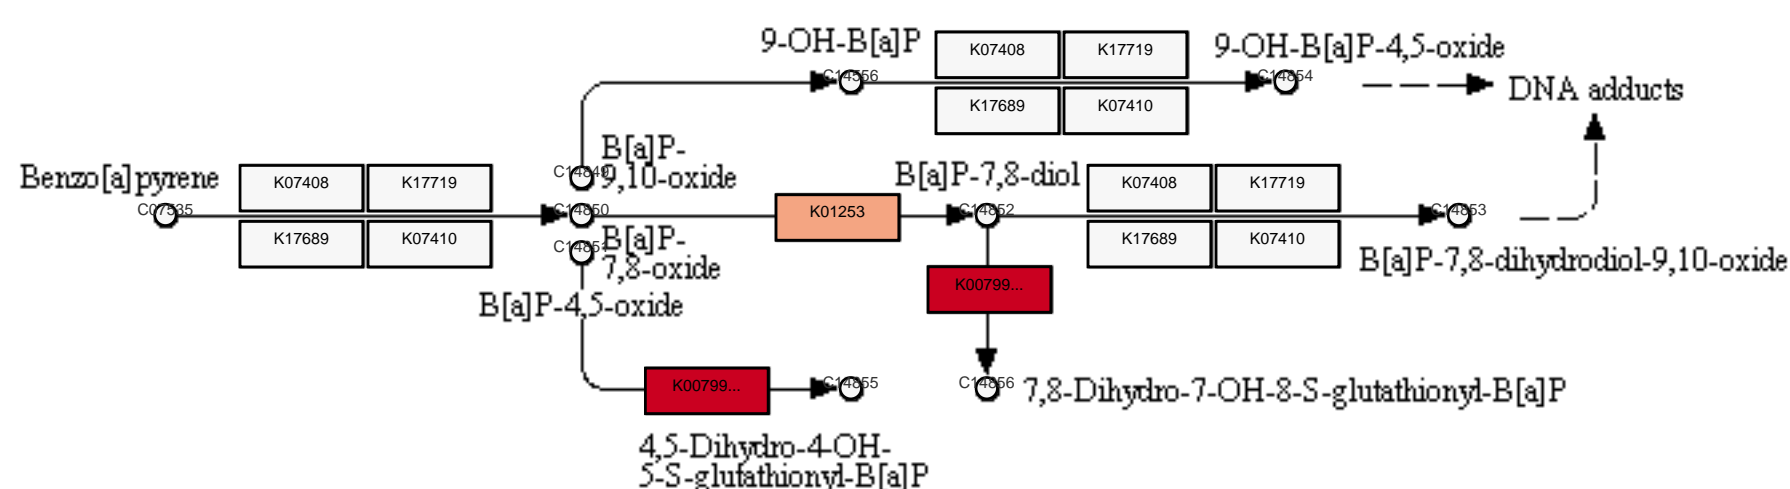 9-OH-B[a]P
K07408
K17719
9-OH-B[a]P-4,5-oxide
C14556
C14854
K17689
K07410
DNA adducts
B[a]P-
9,10-oxide
C14849
Benzo[a]pyrene
K07408
K17719
B[a]P-7,8-diol
K07408
K17719
C07535
C14850
K01253
C14852
C14853
K17689
K07410
C14851
B[a]P-
7,8-oxide
K17689
K07410
B[a]P-7,8-dihydrodiol-9,10-oxide
K00799...
B[a]P-4,5-oxide
K00799...
C14855
C14856
7,8-Dihydro-7-OH-8-S-glutathionyl-B[a]P
4,5-Dihydro-4-OH-
5-S-glutathionyl-B[a]P